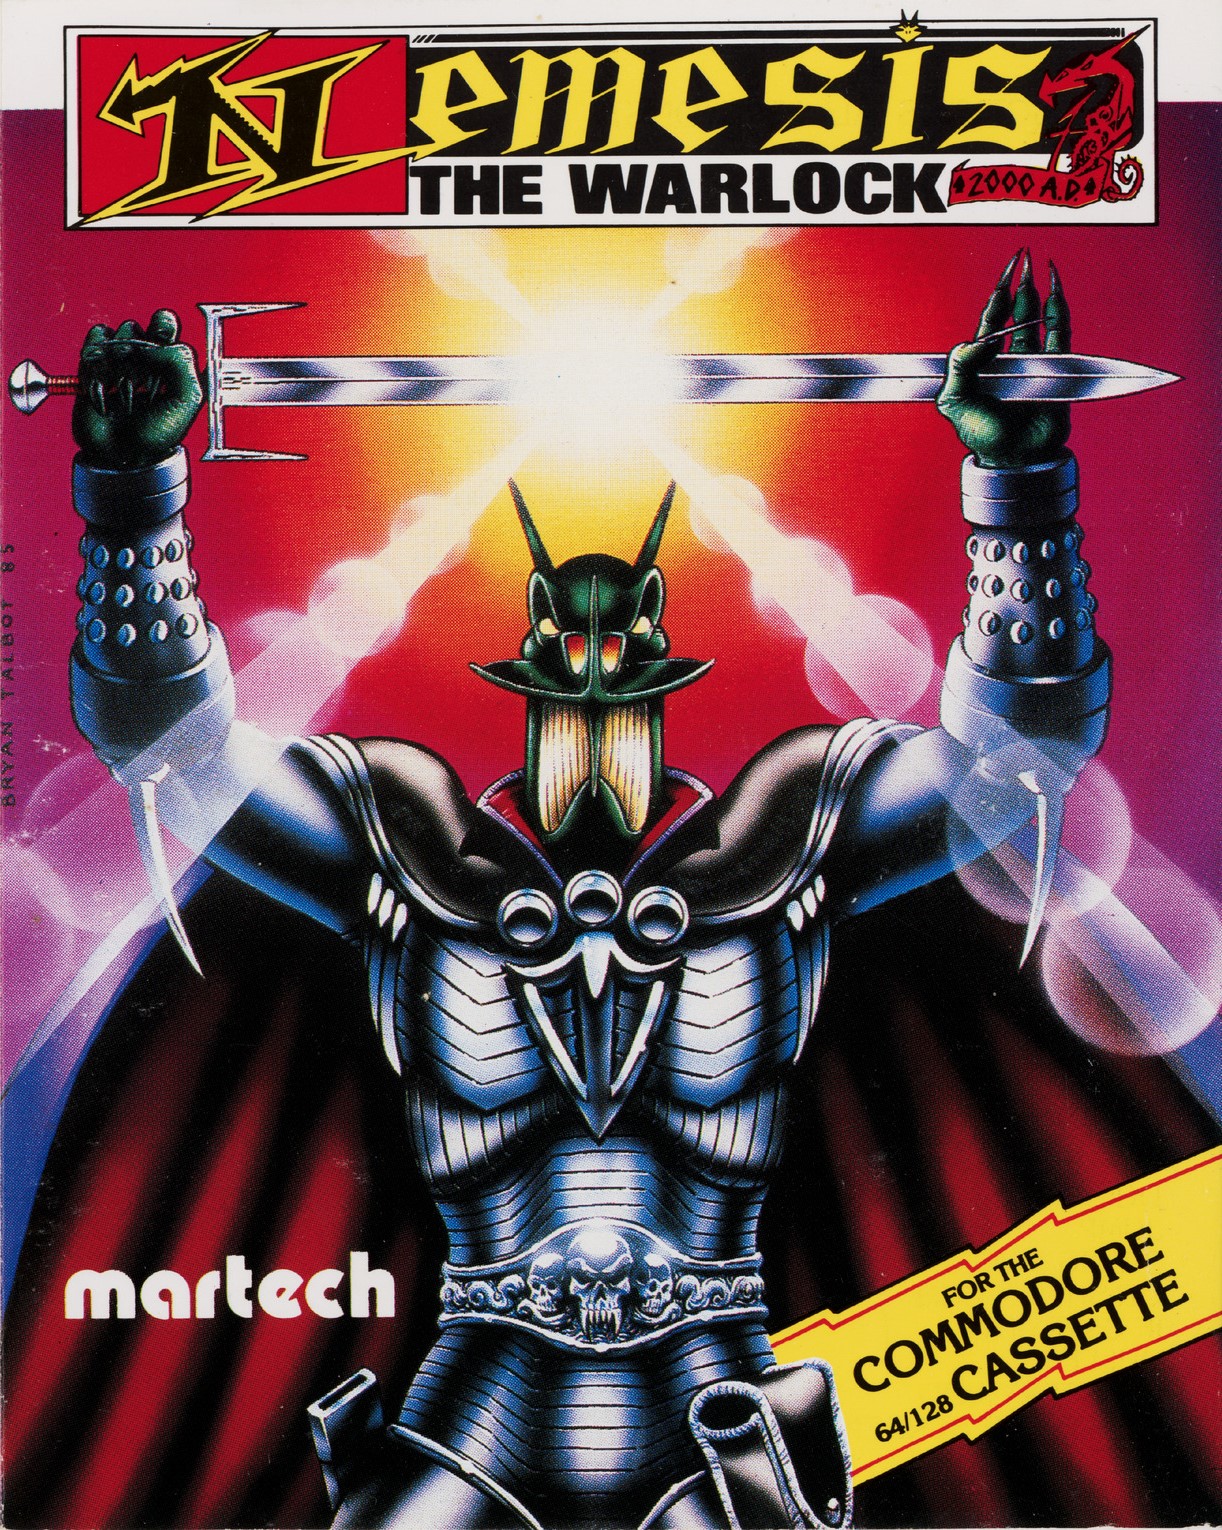 Nemesis
THE WARLOCK
2000 A.D.
BRYAN TALBOT 85
martech
FOR THE
COMMODORE
64/128 CASSETTE